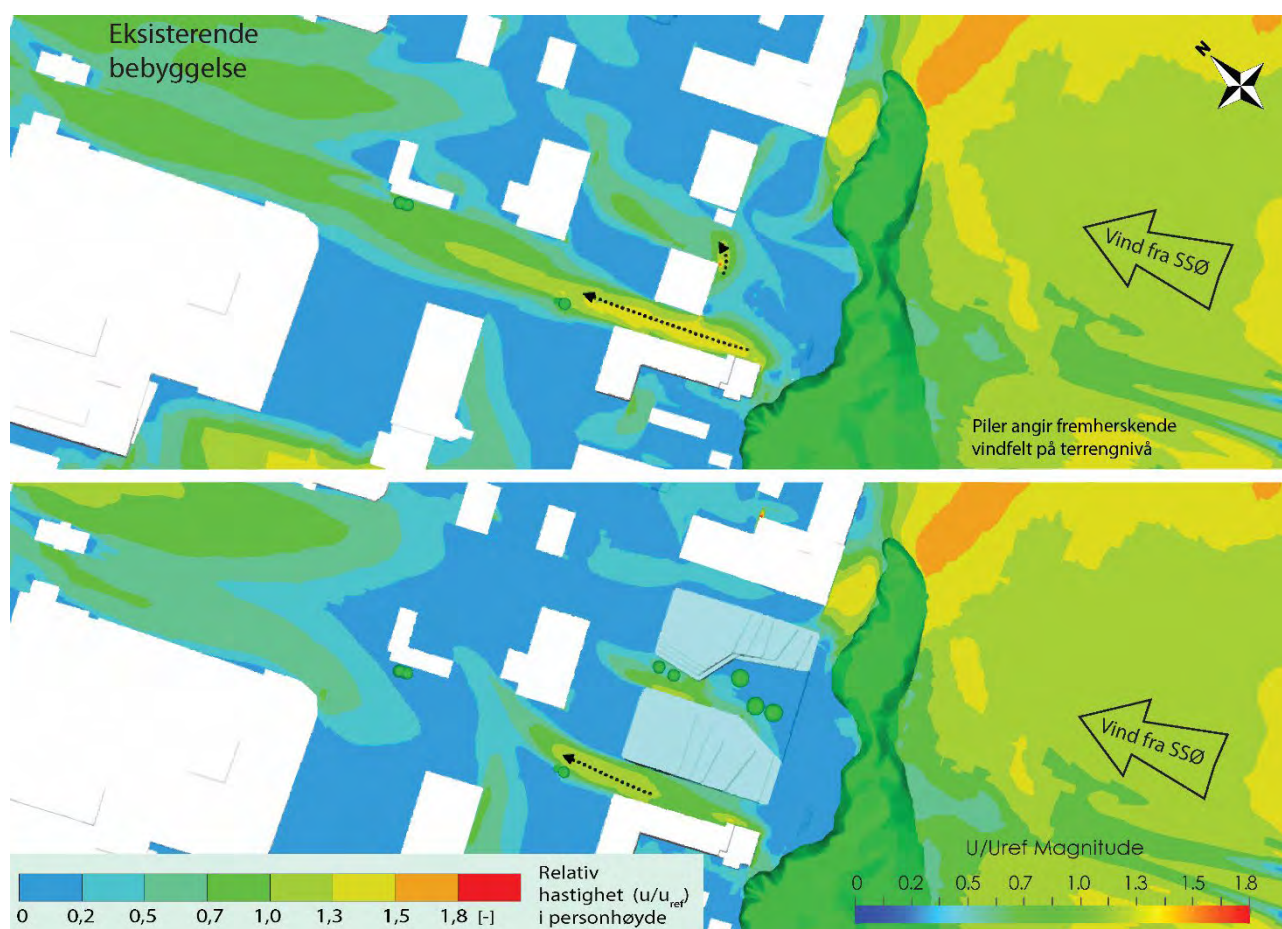 Eksisterende
bebyggelse
N
Vind fra SSØ
Piler angir fremherskende
vindfelt på terrengnivå
Vind fra SSØ
Relativ
hastighet (u/uref)
i personhøyde
0 0,2 0,5 0,7 1,0 1,3 1,5 1,8 [-]
U/Uref Magnitude
0 0.2 0.5 0.7 1.0 1.3 1.5 1.8